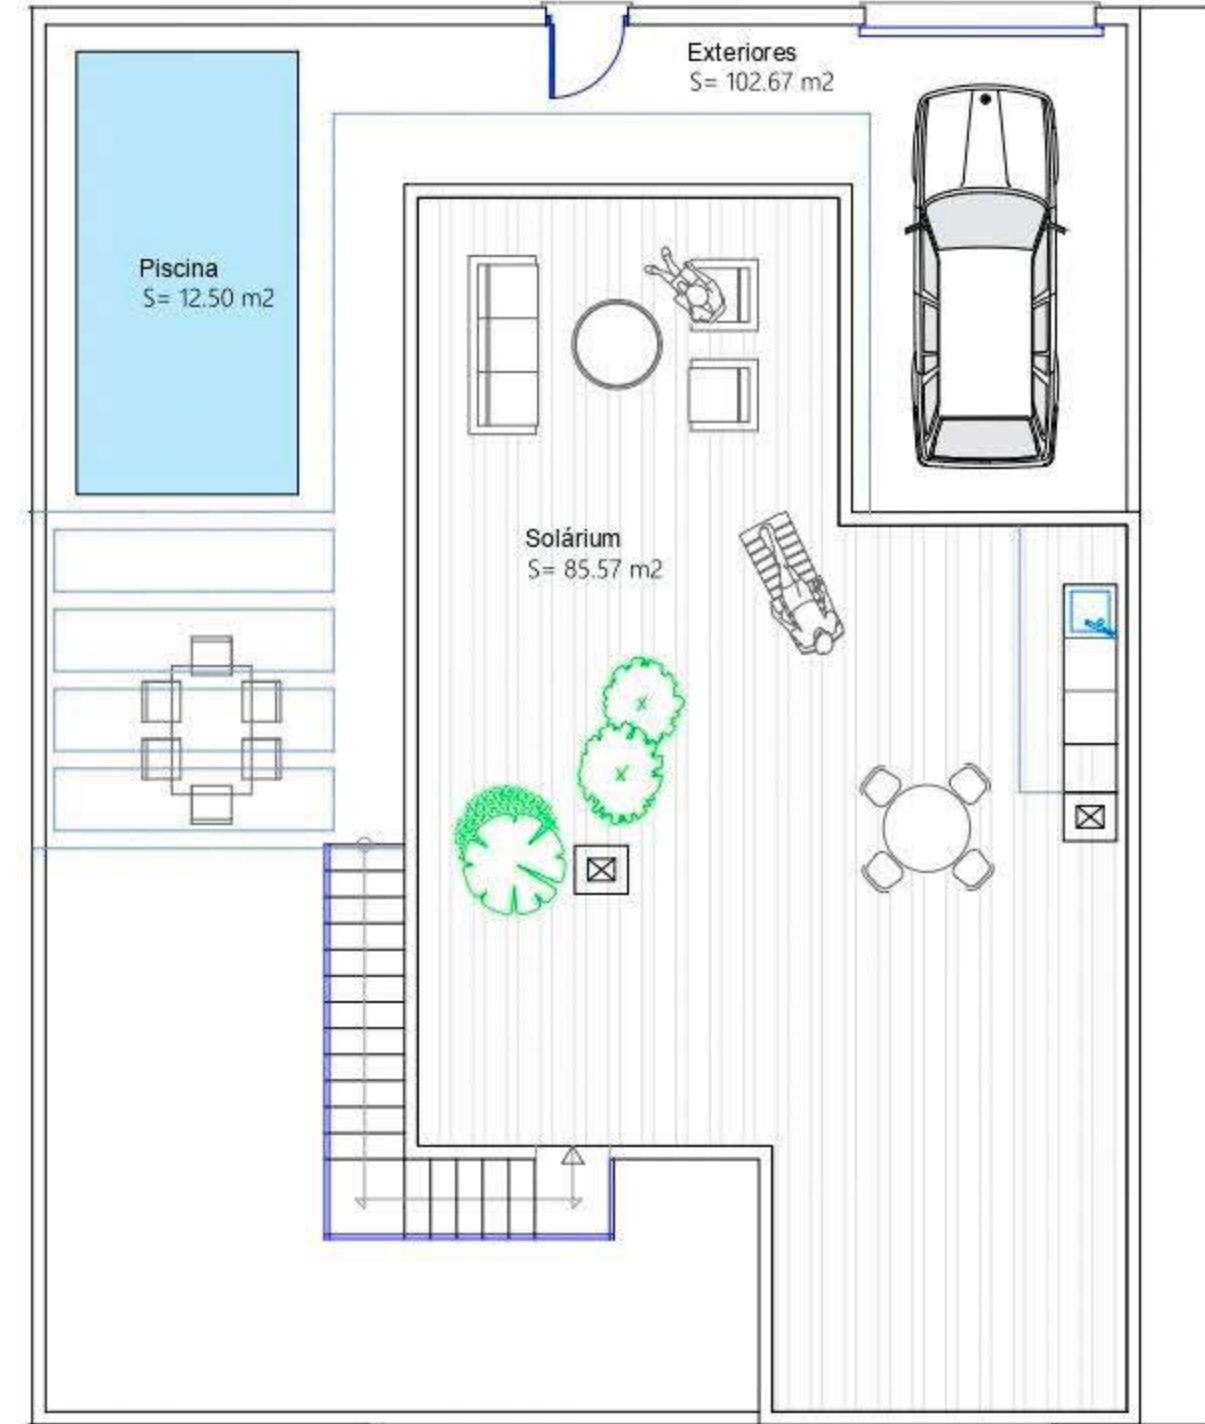 Exteriores
S= 102.67 m2
Piscina
S= 12.50 m2
Solárium
S= 85.57 m2